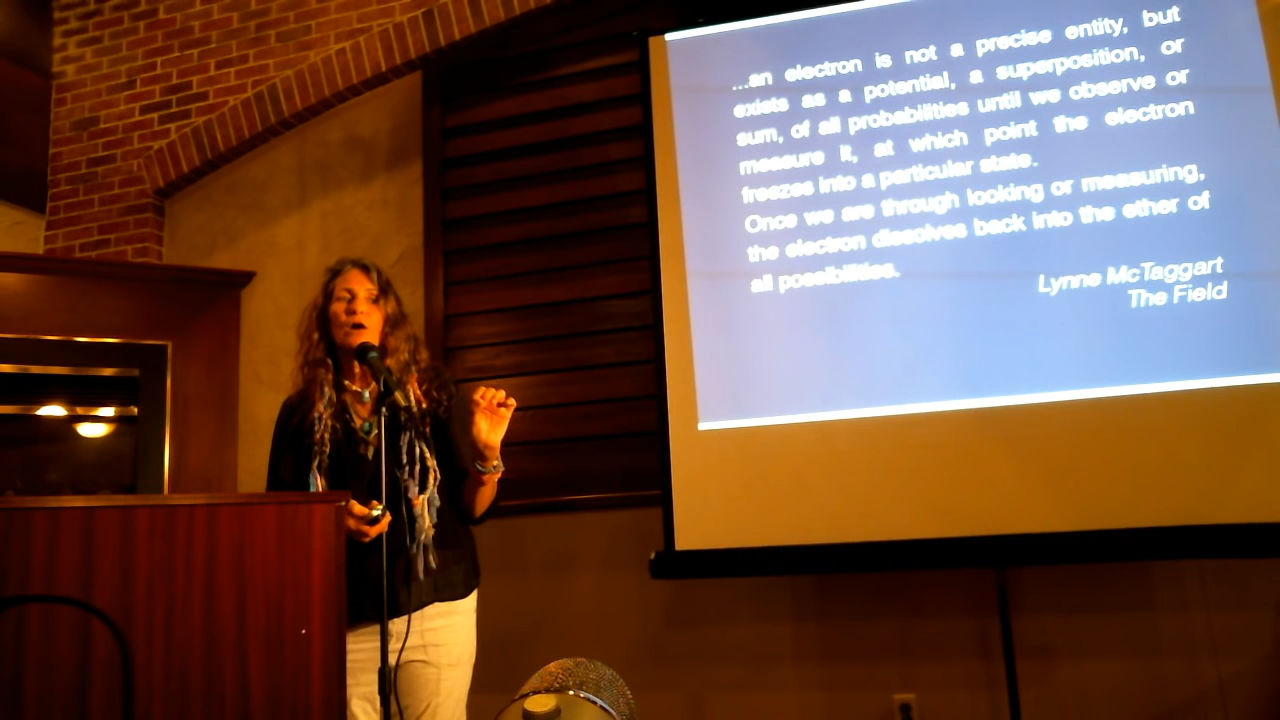 ...an electron is not a precise entity, but
exists as a potential, a superposition, or
sum, of all probabilities until we observe or
measure it, at which point the electron
freezes into a particular state.
Once we are through looking or measuring,
the electron dissolves back into the ether of
all possibilities.
Lynne McTaggart
The Field